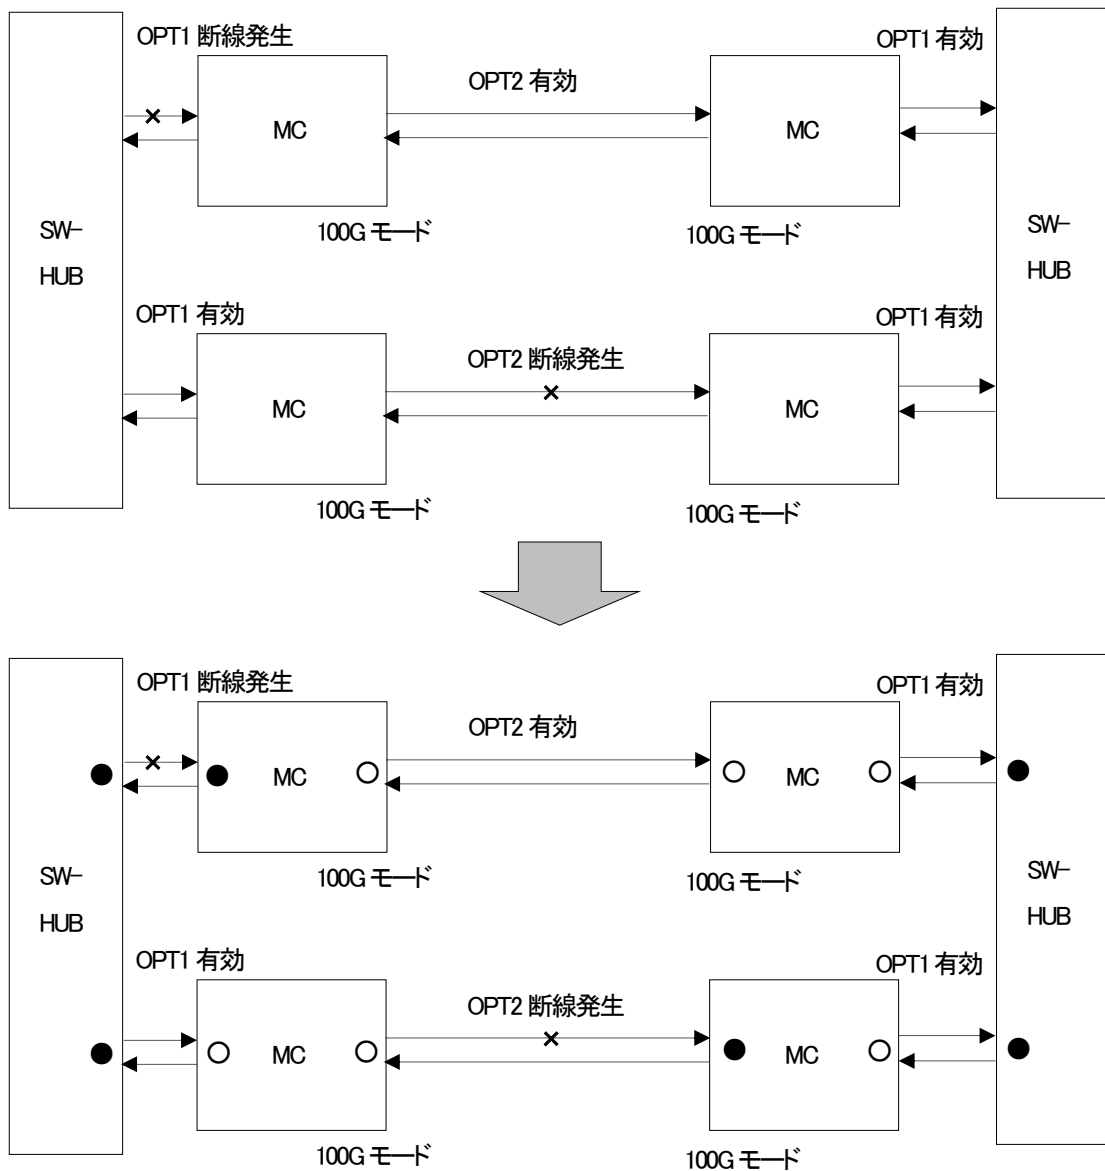 OPT1 断線発生
OPT1 有効
OPT2 有効
MC
MC
SW-
HUB
SW-
HUB
100G モード
100G モード
OPT1 有効
OPT1 有効
OPT2 断線発生
MC
MC
100G モード
100G モード
OPT1 断線発生
OPT1 有効
OPT2 有効
MC
MC
SW-
HUB
SW-
HUB
100G モード
100G モード
OPT1 有効
OPT1 有効
OPT2 断線発生
MC
MC
100G モード
100G モード